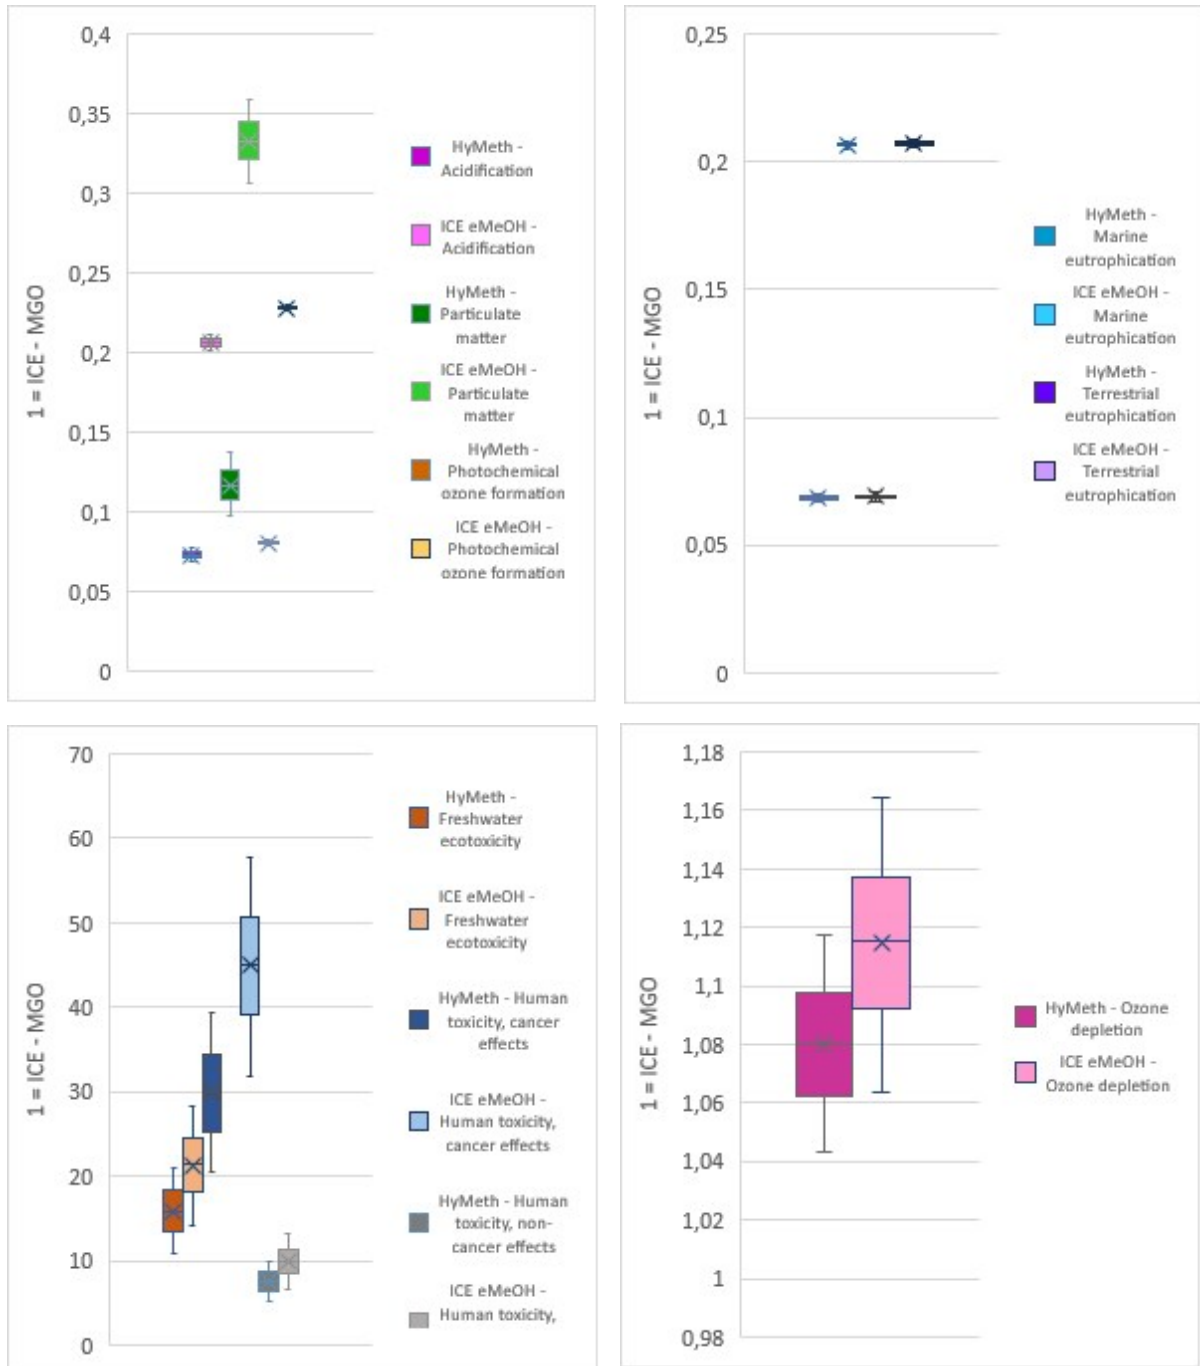 0,4
0,35
0,3
0,25
0,2
0,15
0,1
0,05
0
1 = ICE - MGO
HyMeth -
Acidification
ICE eMeOH -
Acidification
HyMeth -
Particulate
matter
ICE eMeOH -
Particulate
matter
HyMeth -
Photochemical
ozone formation
ICE eMeOH -
Photochemical
ozone formation
0,25
0,2
0,15
0,1
0,05
0
1 = ICE - MGO
HyMeth -
Marine
eutrophication
ICE eMeOH -
Marine
eutrophication
HyMeth -
Terrestrial
eutrophication
ICE eMeOH -
Terrestrial
eutrophication
70
60
50
40
30
20
10
0
1 = ICE - MGO
HyMeth -
Freshwater
ecotoxicity
ICE eMeOH -
Freshwater
ecotoxicity
HyMeth - Human
toxicity, cancer
effects
ICE eMeOH -
Human toxicity,
cancer effects
HyMeth - Human
toxicity, non-
cancer effects
ICE eMeOH -
Human toxicity,
1,18
1,16
1,14
1,12
1,1
1,08
1,06
1,04
1,02
1
0,98
1 = ICE - MGO
HyMeth - Ozone
depletion
ICE eMeOH -
Ozone depletion